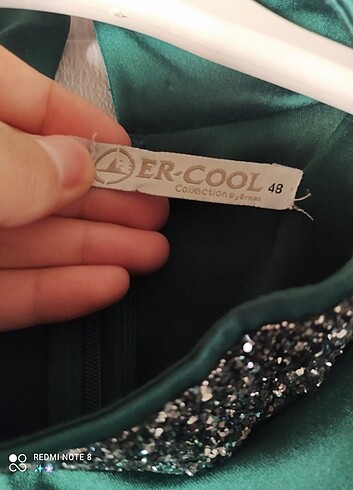 ER-COOL
Collection By Erman
48
REDMI NOTE 8